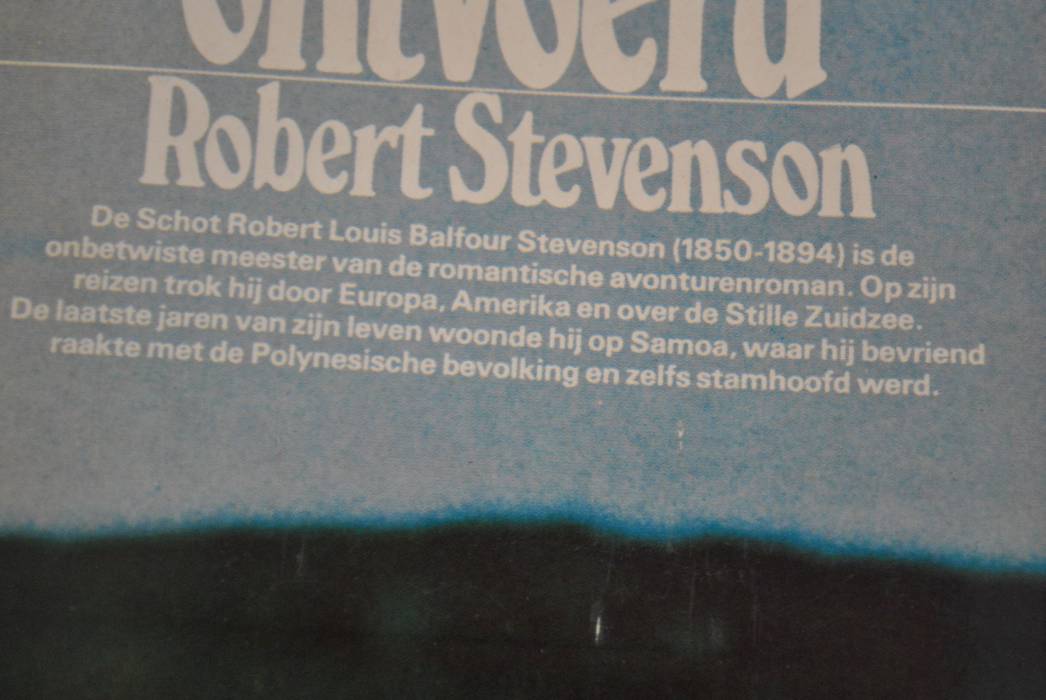 ontvoerd
Robert Stevenson
De Schot Robert Louis Balfour Stevenson (1850-1894) is de
onbetwiste meester van de romantische avonturenroman. Op zijn
reizen trok hij door Europa, Amerika en over de Stille Zuidzee.
De laatste jaren van zijn leven woonde hij op Samoa, waar hij bevriend
raakte met de Polynesische bevolking en zelfs stamhoofd werd.